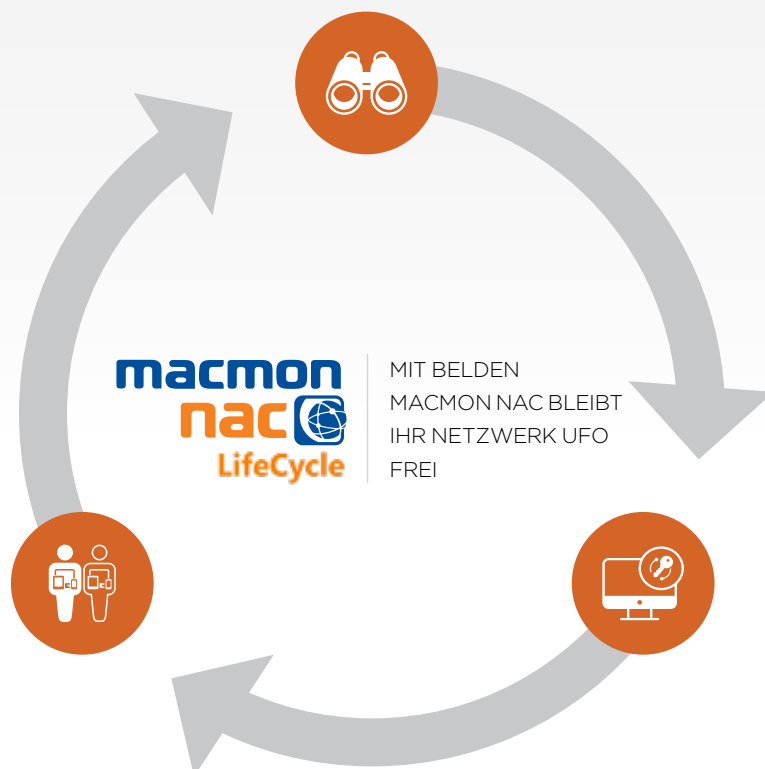 macmon
nac
LifeCycle
MIT BELDEN
MACMON NAC BLEIBT
IHR NETZWERK UFO
FREI